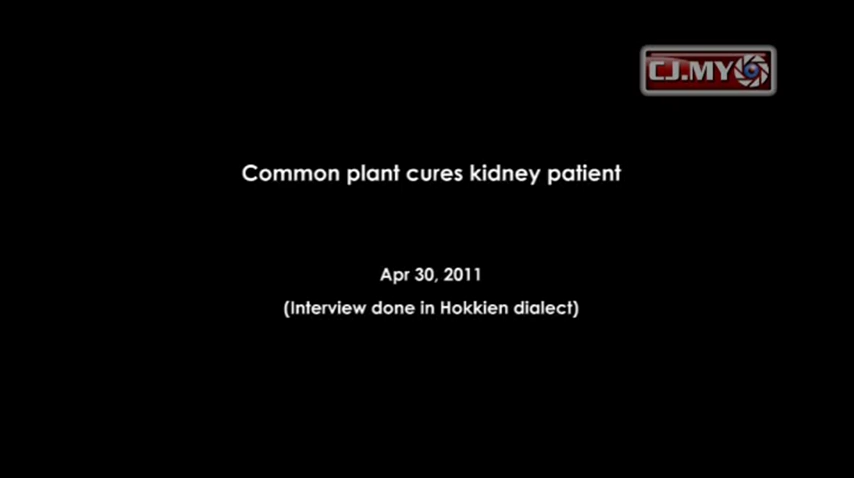 CJ.MY
Common plant cures kidney patient
Apr 30, 2011
(Interview done in Hokkien dialect)